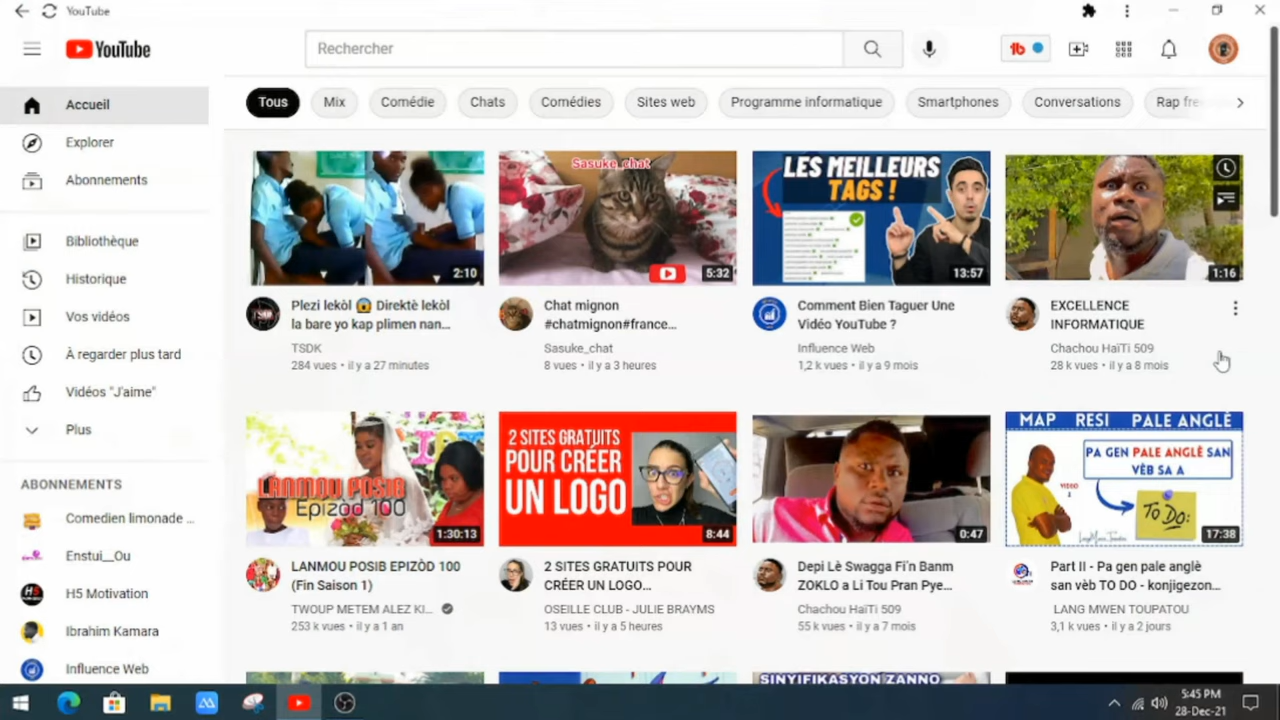 YouTube
YouTube
Rechercher
Tous
Mix
Comédie
Chats
Comédies
Sites web
Programme informatique
Smartphones
Conversations
Rap
Accueil
Explorer
Abonnements
Bibliothèque
Historique
Vos vidéos
À regarder plus tard
Vidéos "J'aime"
Plus
ABONNEMENTS
Comedien limonade ...
Enstui__Ou
H5 Motivation
Ibrahim Kamara
Influence Web
2:10
Plezi lekòl 😱 Direktè lekòl
la bare yo kap plimen nan...
TSDK
284 vues • il y a 27 minutes
Sasuke_chat
5:32
Chat mignon
#chatmignon#france...
Sasuke_chat
8 vues • il y a 3 heures
LES MEILLEURS
TAGS !
13:57
Comment Bien Taguer Une
Vidéo YouTube ?
Influence Web
1,2 k vues • il y a 9 mois
1:16
EXCELLENCE
INFORMATIQUE
Chachou HaïTi 509
28 k vues • il y a 8 mois
LANMOU POSIB
Epizod 100
1:30:13
LANMOU POSIB EPIZÒD 100
(Fin Saison 1)
TWOUP METEM ALEZ KI...
253 k vues • il y a 1 an
2 SITES GRATUITS
POUR CRÉER
UN LOGO
8:44
2 SITES GRATUITS POUR
CRÉER UN LOGO...
OSEILLE CLUB - JULIE BRAYMS
13 vues • il y a 5 heures
0:47
Depi Lè Swagga Fi'n Banm
ZOKLO a Li Tou Pran Pye...
Chachou HaïTi 509
55 k vues • il y a 7 mois
MAP RESI PALE ANGLÈ
PA GEN PALE ANGLÈ SAN
VÈB SA A
VIDEO
TO DO:
17:38
Part II - Pa gen pale anglè
san vèb TO DO - konjigezon...
LANG MWEN TOUPATOU
3,1 k vues • il y a 2 jours
SINYIFIKASYON ZANNO
5:45 PM
28-Dec-21